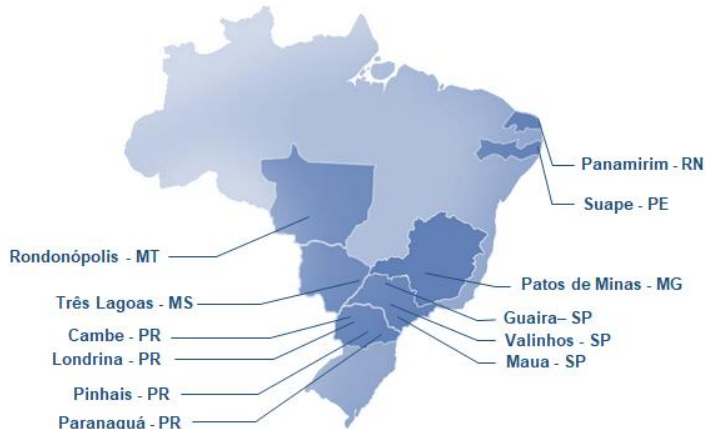 Panamirim - RN
Suape - PE
Rondonópolis - MT
Três Lagoas - MS
Patos de Minas - MG
Guaira– SP
Cambe - PR
Valinhos - SP
Londrina - PR
Maua - SP
Pinhais - PR
Paranaguá - PR